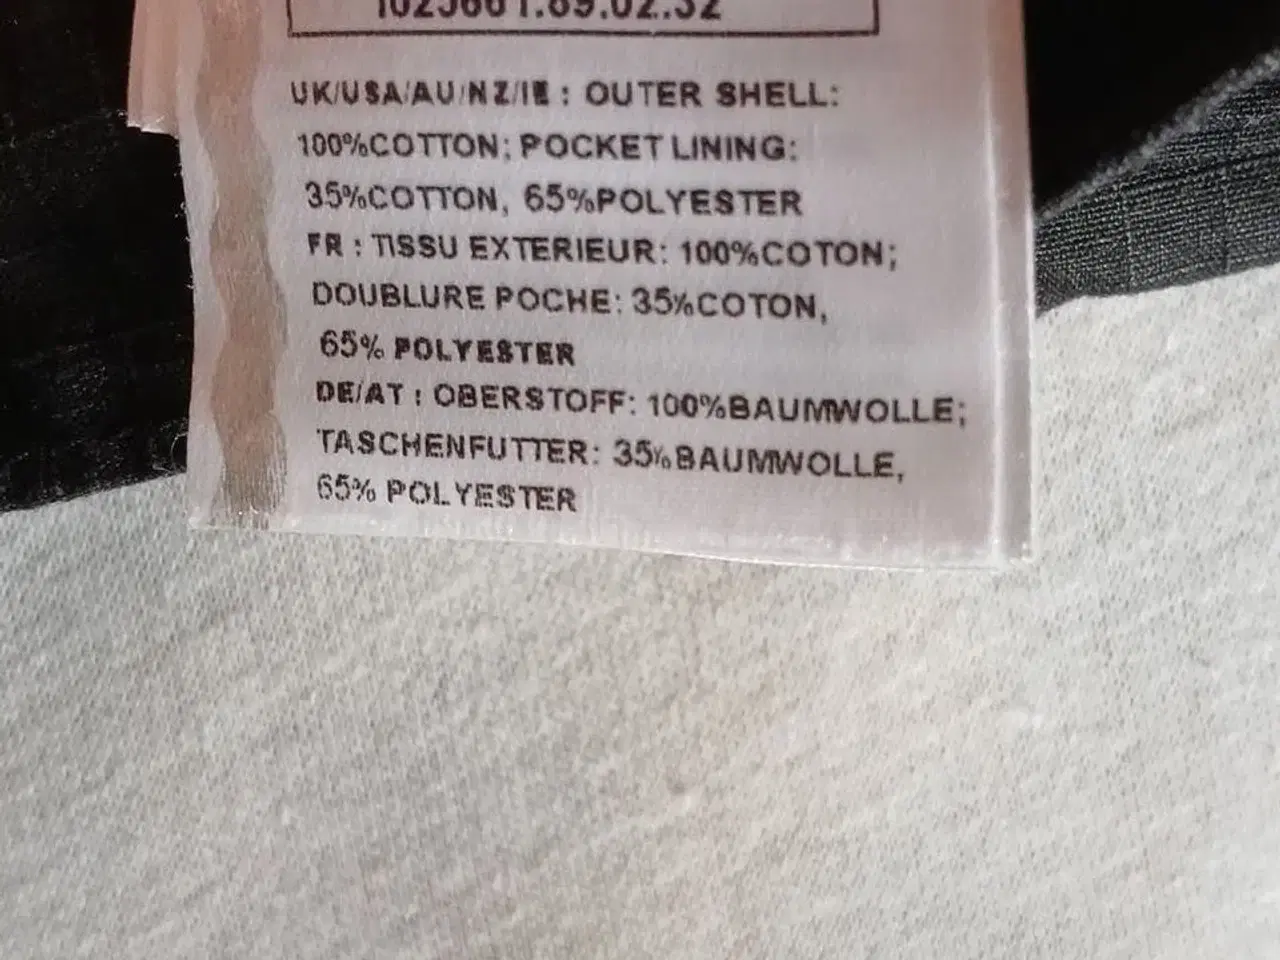 UK/USA/AU/NZ/IE : OUTER SHELL:
100%COTTON; POCKET LINING:
35%COTTON, 65%POLYESTER
FR : TISSU EXTERIEUR: 100%COTON;
DOUBLURE POCHE: 35%COTON,
65% POLYESTER
DE/AT : OBERSTOFF: 100%BAUMWOLLE;
TASCHENFUTTER: 35%BAUMWOLLE,
65% POLYESTER